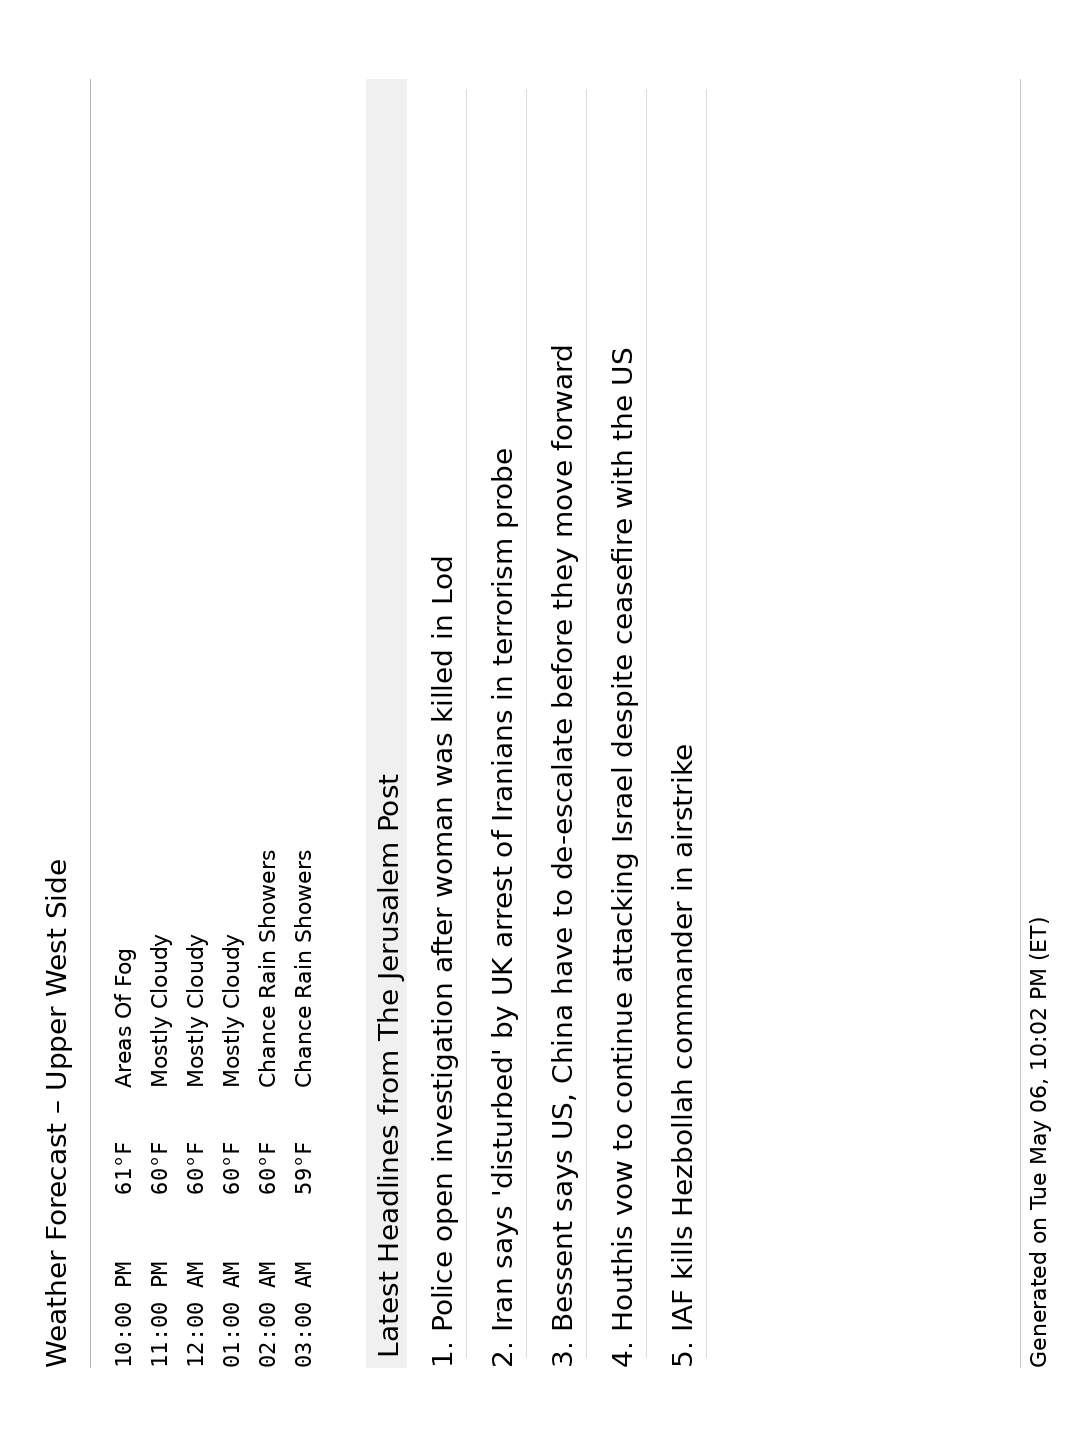 Weather Forecast – Upper West Side
10:00 PM 61°F Areas Of Fog
11:00 PM 60°F Mostly Cloudy
12:00 AM 60°F Mostly Cloudy
01:00 AM 60°F Mostly Cloudy
02:00 AM 60°F Chance Rain Showers
03:00 AM 59°F Chance Rain Showers
Latest Headlines from The Jerusalem Post
1. Police open investigation after woman was killed in Lod
2. Iran says 'disturbed' by UK arrest of Iranians in terrorism probe
3. Bessent says US, China have to de-escalate before they move forward
4. Houthis vow to continue attacking Israel despite ceasefire with the US
5. IAF kills Hezbollah commander in airstrike
Generated on Tue May 06, 10:02 PM (ET)